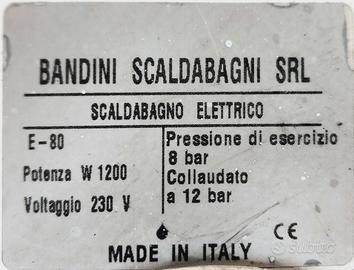 BANDINI SCALDABAGNI SRL
SCALDABAGNO ELETTRICO
E-80
Potenza W 1200
Voltaggio 230 V
Pressione di esercizio
8 bar
Collaudato
a 12 bar
CE
MADE IN ITALY
subito